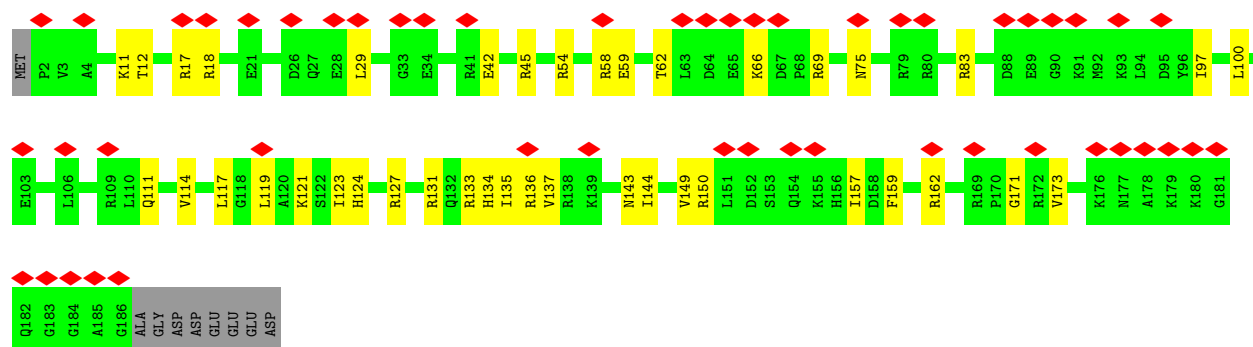 MET P2 V3 A4 K11 T12 R17 R18 E21 D26 Q27 E28 L29 G33 E34 R41 E42 R45 R54 R58 E59 T62 L63 D64 E65 K66 D67 P68 R69 N75 R79 R80 R83 D88 E89 G90 K91 M92 K93 L94 D95 Y96 I97 L100
E103 L106 R109 L110 Q111 V114 L117 G118 L119 A120 K121 S122 I123 H124 R127 R131 Q132 R133 H134 I135 R136 V137 R138 K139 N143 I144 V149 R150 L151 D152 S153 Q154 K155 H156 I157 D158 F159 R162 R169 P170 G171 R172 V173 K176 N177 A178 K179 K180 G181
Q182 G183 G184 A185 G186 ALA GLY ASP ASP GLU GLU GLU ASP